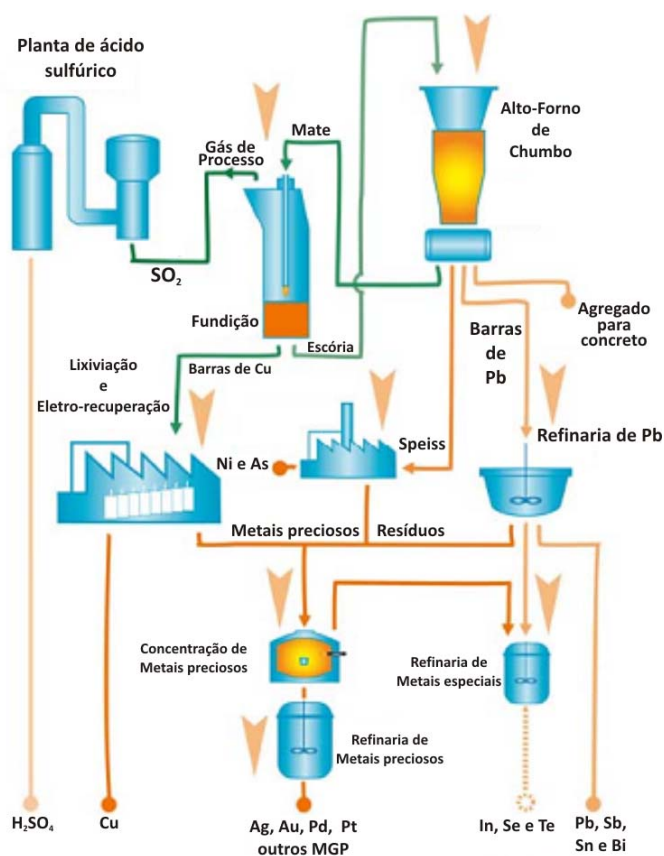 Planta de ácido
sulfúrico
Gás de
Processo
Mate
Alto-Forno
de
Chumbo
SO₂
Fundição
Escória
Barras de Cu
Agregado
para
concreto
Barras
de
Pb
Lixiviação
e
Eletro-recuperação
Ni e As
Speiss
Refinaria de Pb
Metais preciosos
Resíduos
Concentração de
Metais preciosos
Refinaria de
Metais especiais
Refinaria de
Metais preciosos
H₂SO₄
Cu
Ag, Au, Pd, Pt
outros MGP
In, Se e Te
Pb, Sb,
Sn e Bi